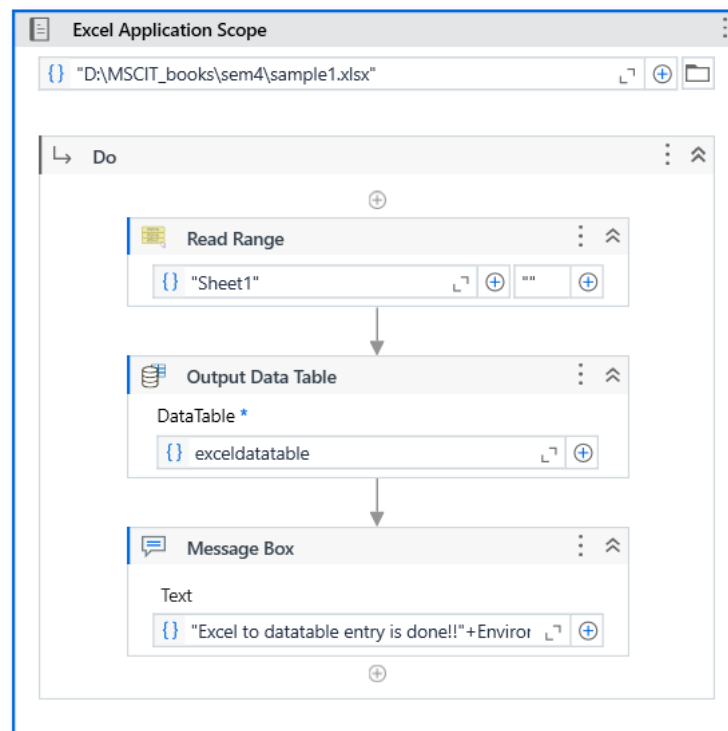 Excel Application Scope
{} "D:\MSCIT_books\sem4\sample1.xlsx"
Do
Read Range
{} "Sheet1" ""
Output Data Table
DataTable *
{} exceldatatable
Message Box
Text
{} "Excel to datatable entry is done!!"+Enviror